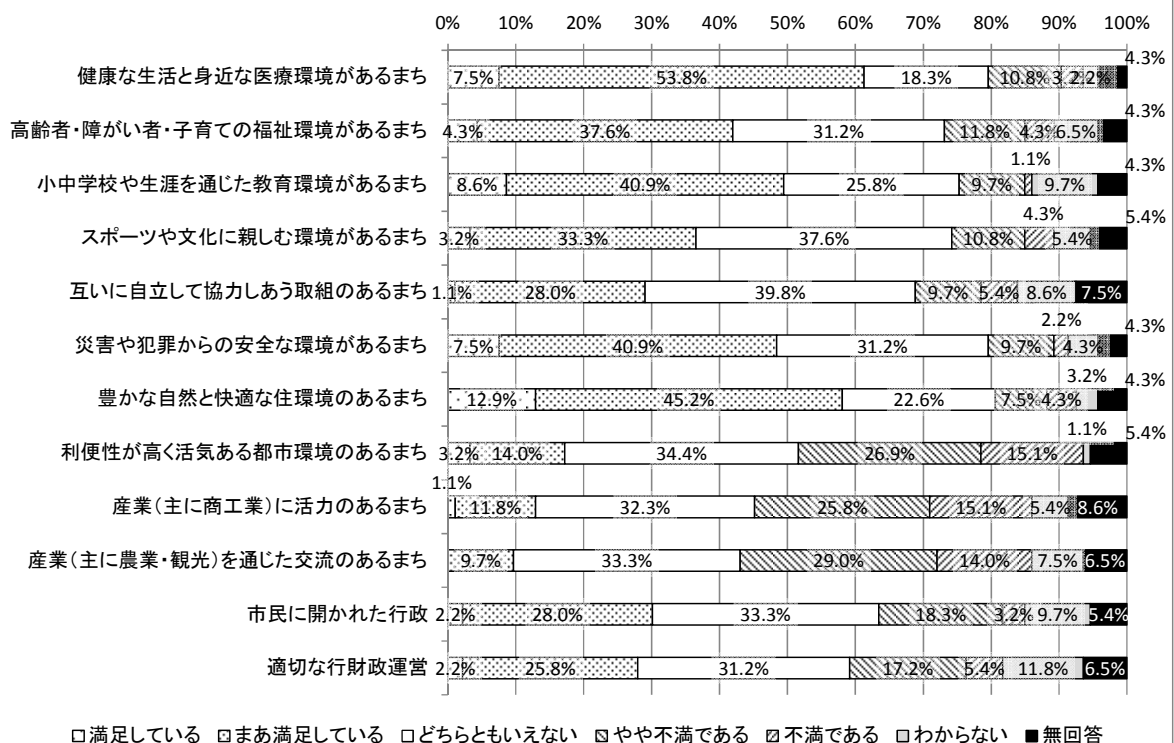 0% 10% 20% 30% 40% 50% 60% 70% 80% 90% 100%
4.3%
健康な生活と身近な医療環境があるまち 7.5% 53.8% 18.3% 10.8% 2.2%
4.3%
高齢者・障がい者・子育ての福祉環境があるまち 4.3% 37.6% 31.2% 11.8% 4.3% 6.5%
1.1% 4.3%
小中学校や生涯を通じた教育環境があるまち 8.6% 40.9% 25.8% 9.7% 9.7%
4.3% 5.4%
スポーツや文化に親しむ環境があるまち 3.2% 33.3% 37.6% 10.8% 5.4%
互いに自立して協力しあう取組のあるまち 1.1% 28.0% 39.8% 9.7% 5.4% 8.6% 7.5%
2.2% 4.3%
災害や犯罪からの安全な環境があるまち 7.5% 40.9% 31.2% 9.7% 4.3%
3.2% 4.3%
豊かな自然と快適な住環境のあるまち 12.9% 45.2% 22.6% 7.5% 4.3%
1.1% 5.4%
利便性が高く活気ある都市環境のあるまち 3.2% 14.0% 34.4% 26.9% 15.1%
1.1%
産業(主に商工業)に活力のあるまち 11.8% 32.3% 25.8% 15.1% 5.4% 8.6%
産業(主に農業・観光)を通じた交流のあるまち 9.7% 33.3% 29.0% 14.0% 7.5% 6.5%
市民に開かれた行政 2.2% 28.0% 33.3% 18.3% 3.2% 9.7% 5.4%
適切な行財政運営 2.2% 25.8% 31.2% 17.2% 5.4% 11.8% 6.5%
満足している まあ満足している どちらともいえない やや不満である 不満である わからない 無回答